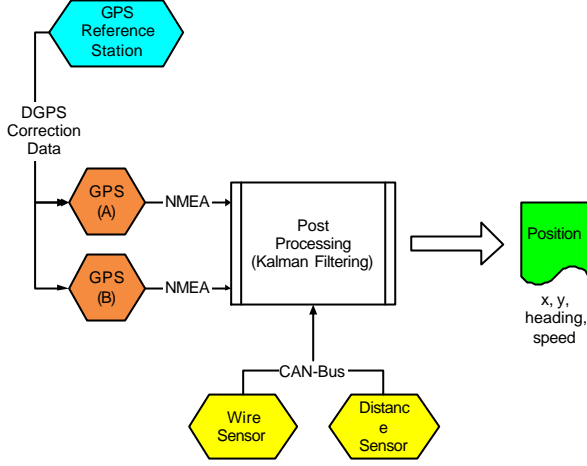 GPS
Reference
Station
DGPS
Correction
Data
GPS
(A)
NMEA
GPS
(B)
NMEA
Post
Processing
(Kalman Filtering)
Position
x, y,
heading,
speed
CAN-Bus
Wire
Sensor
Distanc
e
Sensor